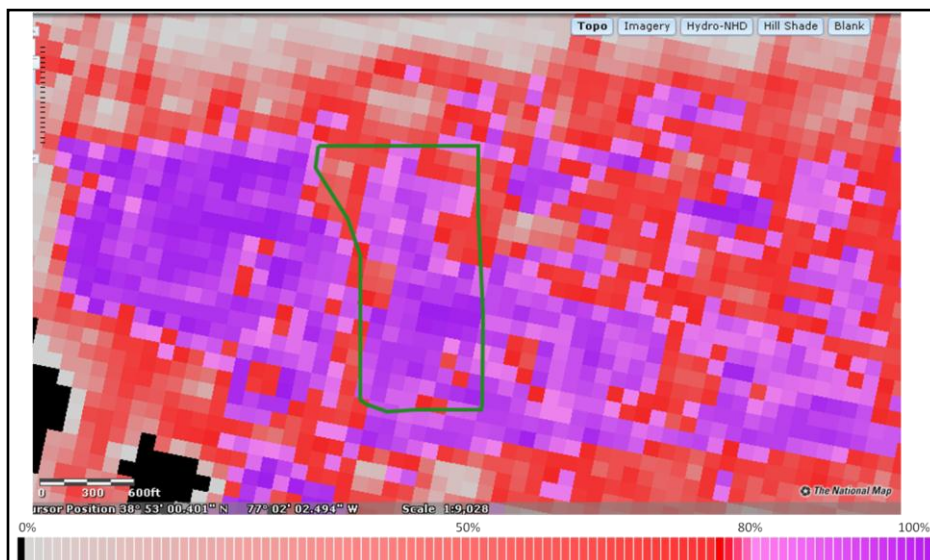 Topo Imagery Hydro-NHD Hill Shade Blank
0 300 600ft
The National Map
ursor Position 38° 53' 00.401" N 77° 02' 02.494" W Scale 1:9,028
0% 50% 80% 100%